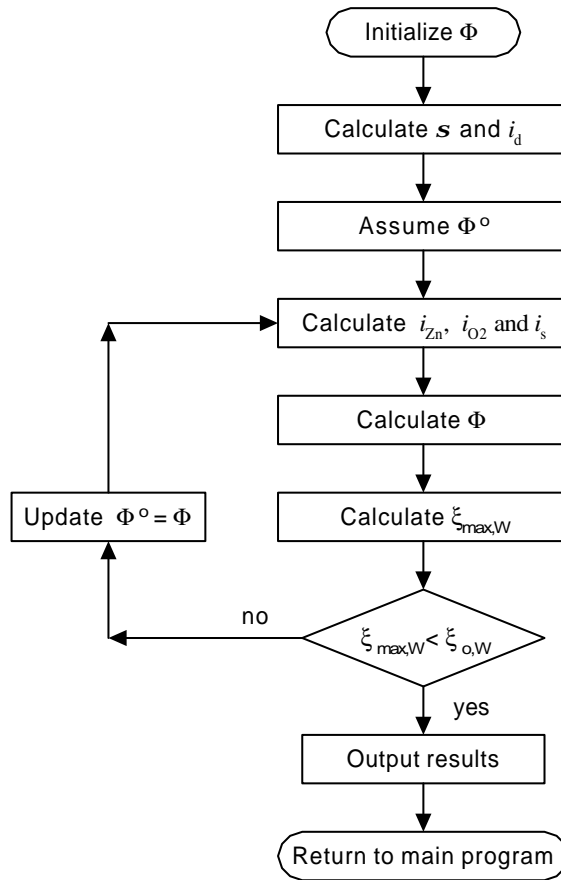 Initialize Φ
Calculate s and i_d
Assume Φ°
Calculate i_Zn, i_O2 and i_s
Calculate Φ
Calculate ξ_max,W
Update Φ° = Φ
no
ξ_max,W < ξ_o,W
yes
Output results
Return to main program